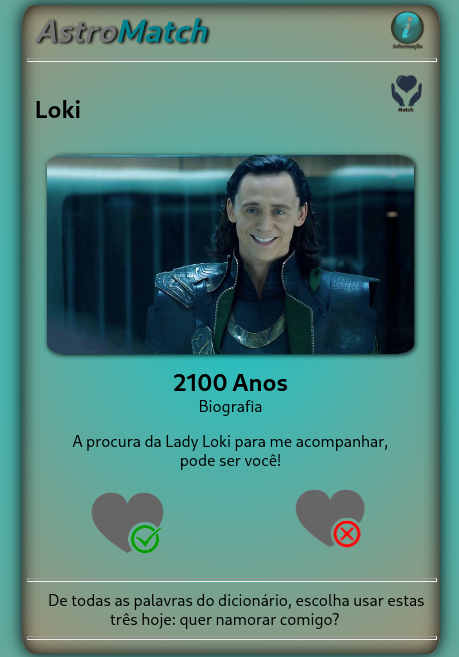 AstroMatch
Informação
Loki
Match
2100 Anos
Biografia
A procura da Lady Loki para me acompanhar,
pode ser você!
De todas as palavras do dicionário, escolha usar estas
três hoje: quer namorar comigo?